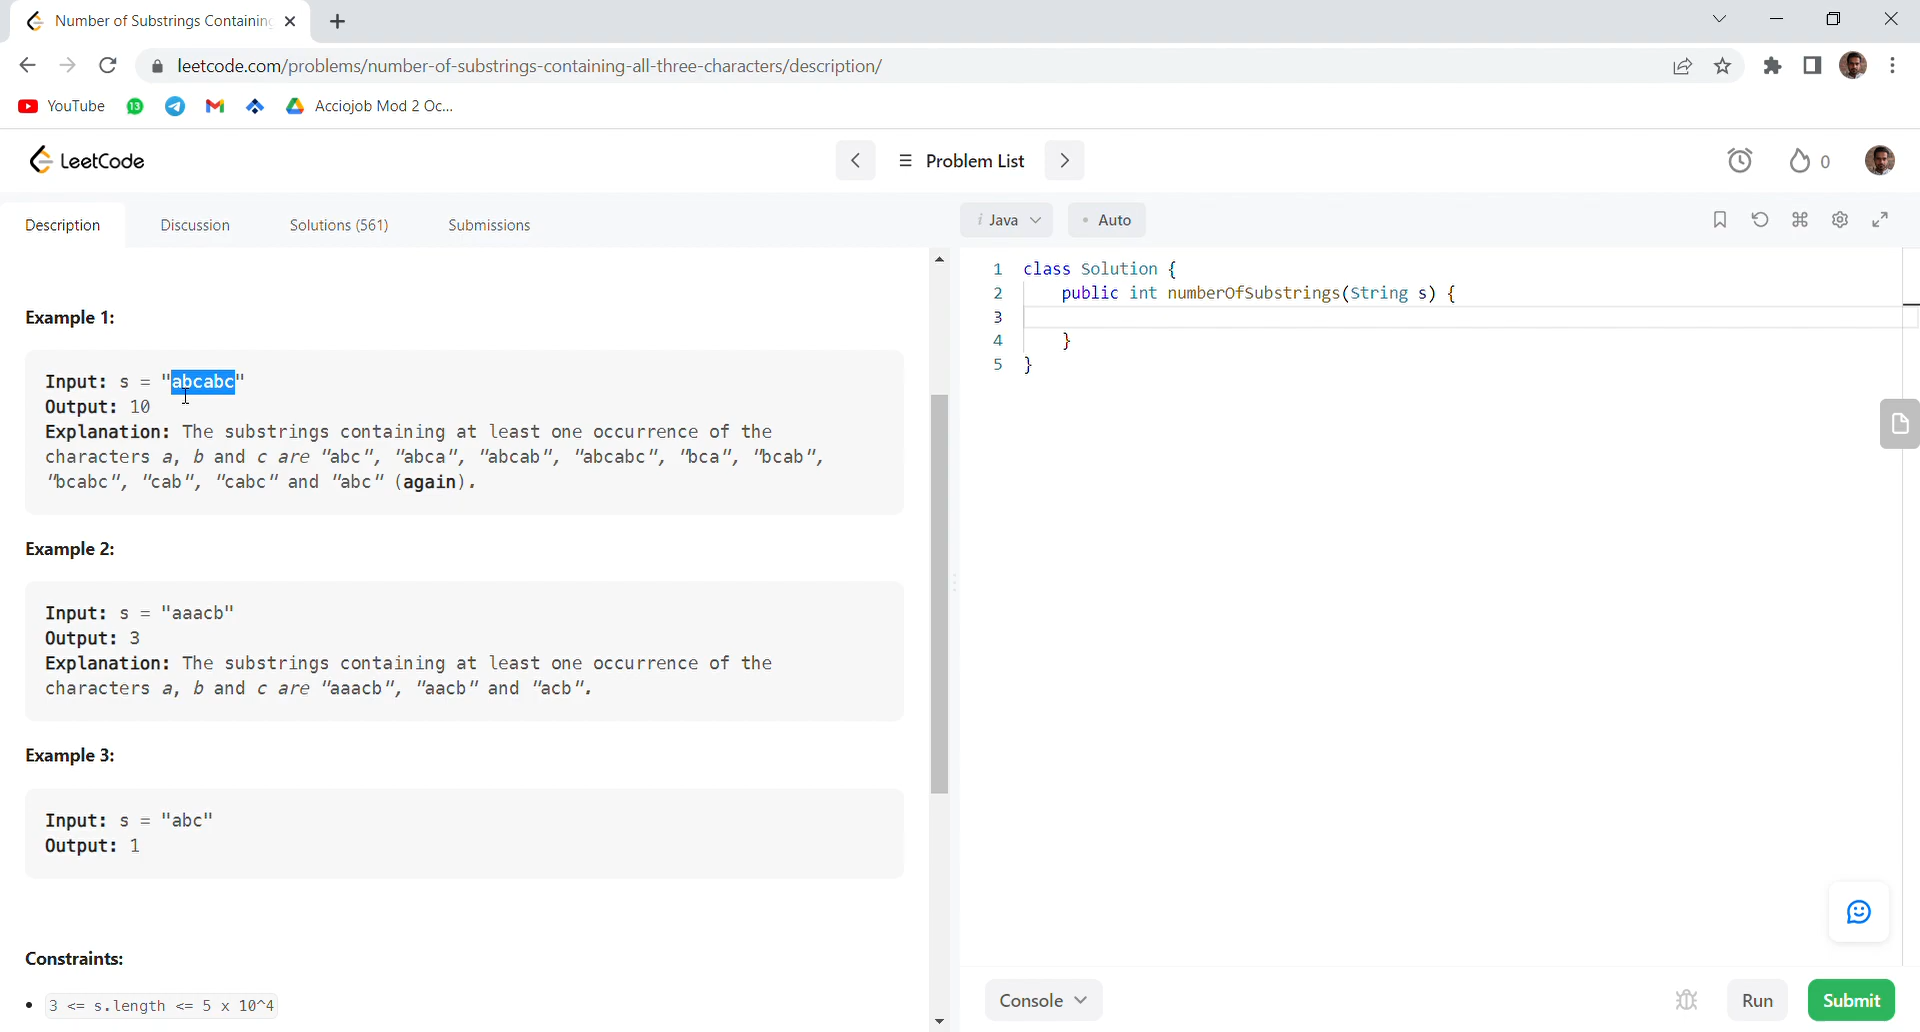 Number of Substrings Containing
leetcode.com/problems/number-of-substrings-containing-all-three-characters/description/
YouTube
13
Acciojob Mod 2 Oc...
LeetCode
Problem List
0
Description
Discussion
Solutions (561)
Submissions
i Java
• Auto
Example 1:
Input: s = "abcabc"
Output: 10
Explanation: The substrings containing at least one occurrence of the
characters a, b and c are "abc", "abca", "abcab", "abcabc", "bca", "bcab",
"bcabc", "cab", "cabc" and "abc" (again).
Example 2:
Input: s = "aaacb"
Output: 3
Explanation: The substrings containing at least one occurrence of the
characters a, b and c are "aaacb", "aacb" and "acb".
Example 3:
Input: s = "abc"
Output: 1
Constraints:
• 3 <= s.length <= 5 x 10^4
1 class Solution {
2 public int numberOfSubstrings(String s) {
3
4 }
5 }
Console
Run
Submit